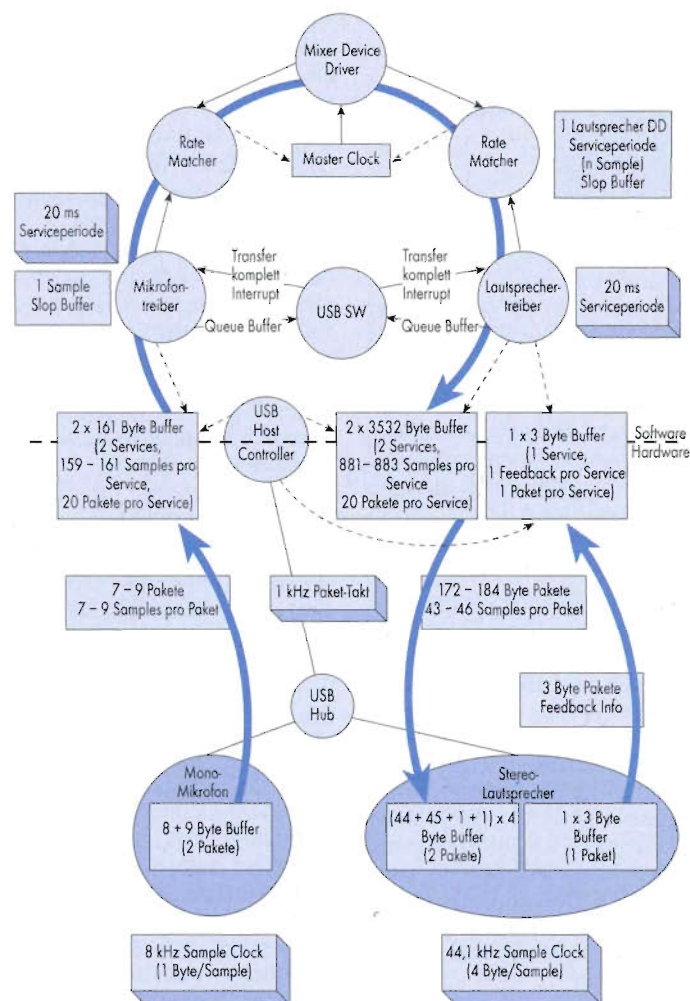 Mixer Device
Driver
Rate
Matcher
Master Clock
Rate
Matcher
1 Lautsprecher DD
Serviceperiode
(n Sample)
Slop Buffer
20 ms
Serviceperiode
1 Sample
Slop Buffer
Mikrofon-
treiber
Transfer
komplett
Interrupt
Queue Buffer
USB SW
Transfer
komplett
Interrupt
Queue Buffer
Lautsprecher-
treiber
20 ms
Serviceperiode
2 x 161 Byte Buffer
(2 Services,
159 – 161 Samples pro
Service,
20 Pakete pro Service)
USB
Host
Controller
2 x 3532 Byte Buffer
(2 Services,
881– 883 Samples pro
Service
20 Pakete pro Service)
1 x 3 Byte Buffer
(1 Service,
1 Feedback pro Service
1 Paket pro Service)
Software
Hardware
7 – 9 Pakete
7 – 9 Samples pro Paket
1 kHz Paket-Takt
172 – 184 Byte Pakete
43 – 46 Samples pro Paket
3 Byte Pakete
Feedback Info
USB
Hub
Mono-
Mikrofon
8 + 9 Byte Buffer
(2 Pakete)
Stereo-
Lautsprecher
(44 + 45 + 1 + 1) x 4
Byte Buffer
(2 Pakete)
1 x 3 Byte
Buffer
(1 Paket)
8 kHz Sample Clock
(1 Byte/Sample)
44,1 kHz Sample Clock
(4 Byte/Sample)